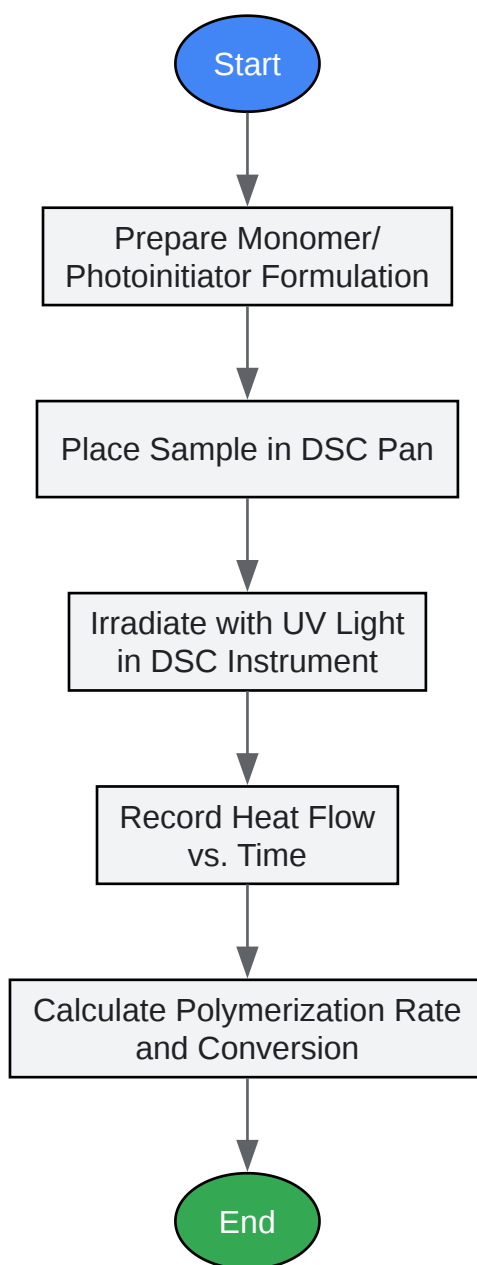 Start
Prepare Monomer/
Photoinitiator Formulation
Place Sample in DSC Pan
Irradiate with UV Light
in DSC Instrument
Record Heat Flow
vs. Time
Calculate Polymerization Rate
and Conversion
End